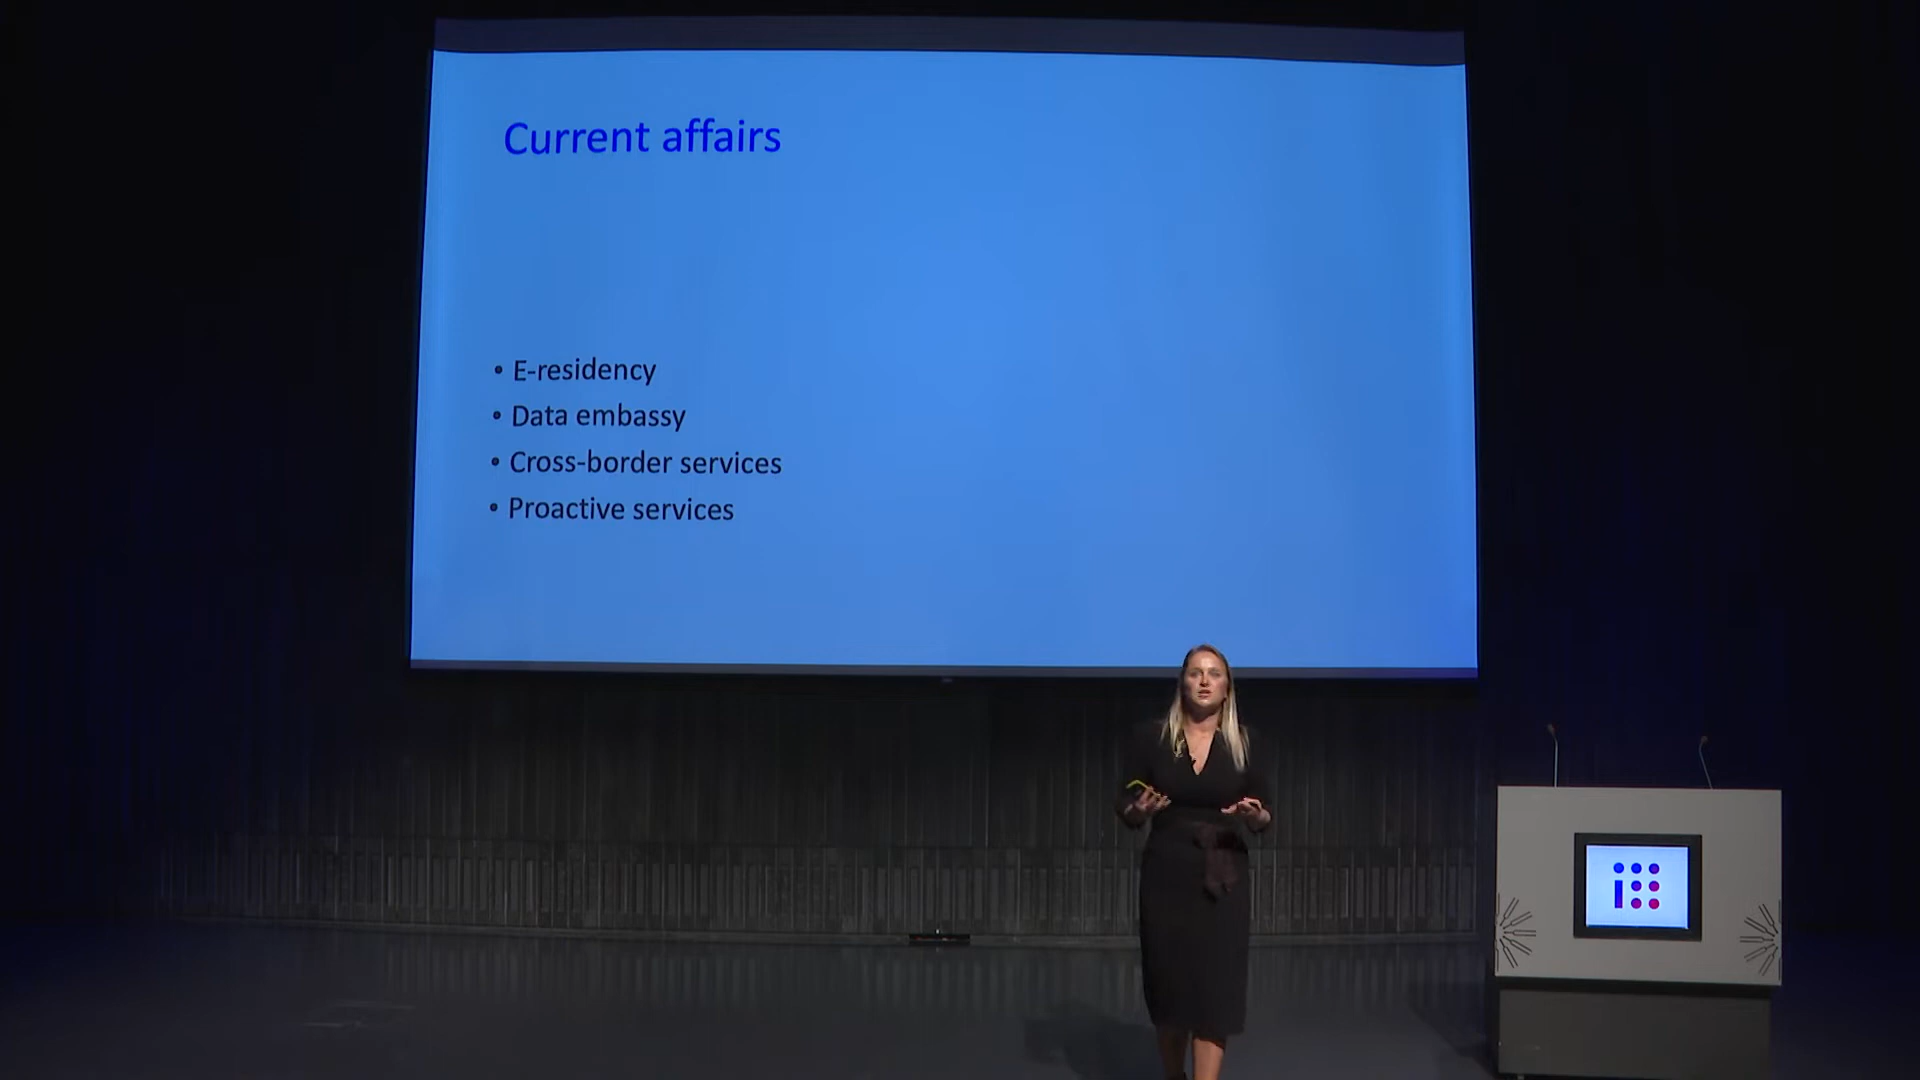 Current affairs
• E-residency
• Data embassy
• Cross-border services
• Proactive services